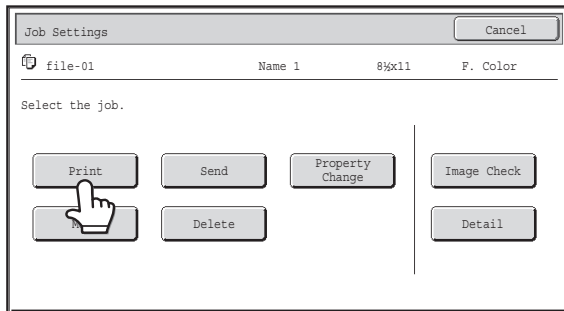 Job Settings
Cancel
file-01 Name 1 8½x11 F. Color
Select the job.
Print Send Property Change Image Check
Delete Detail